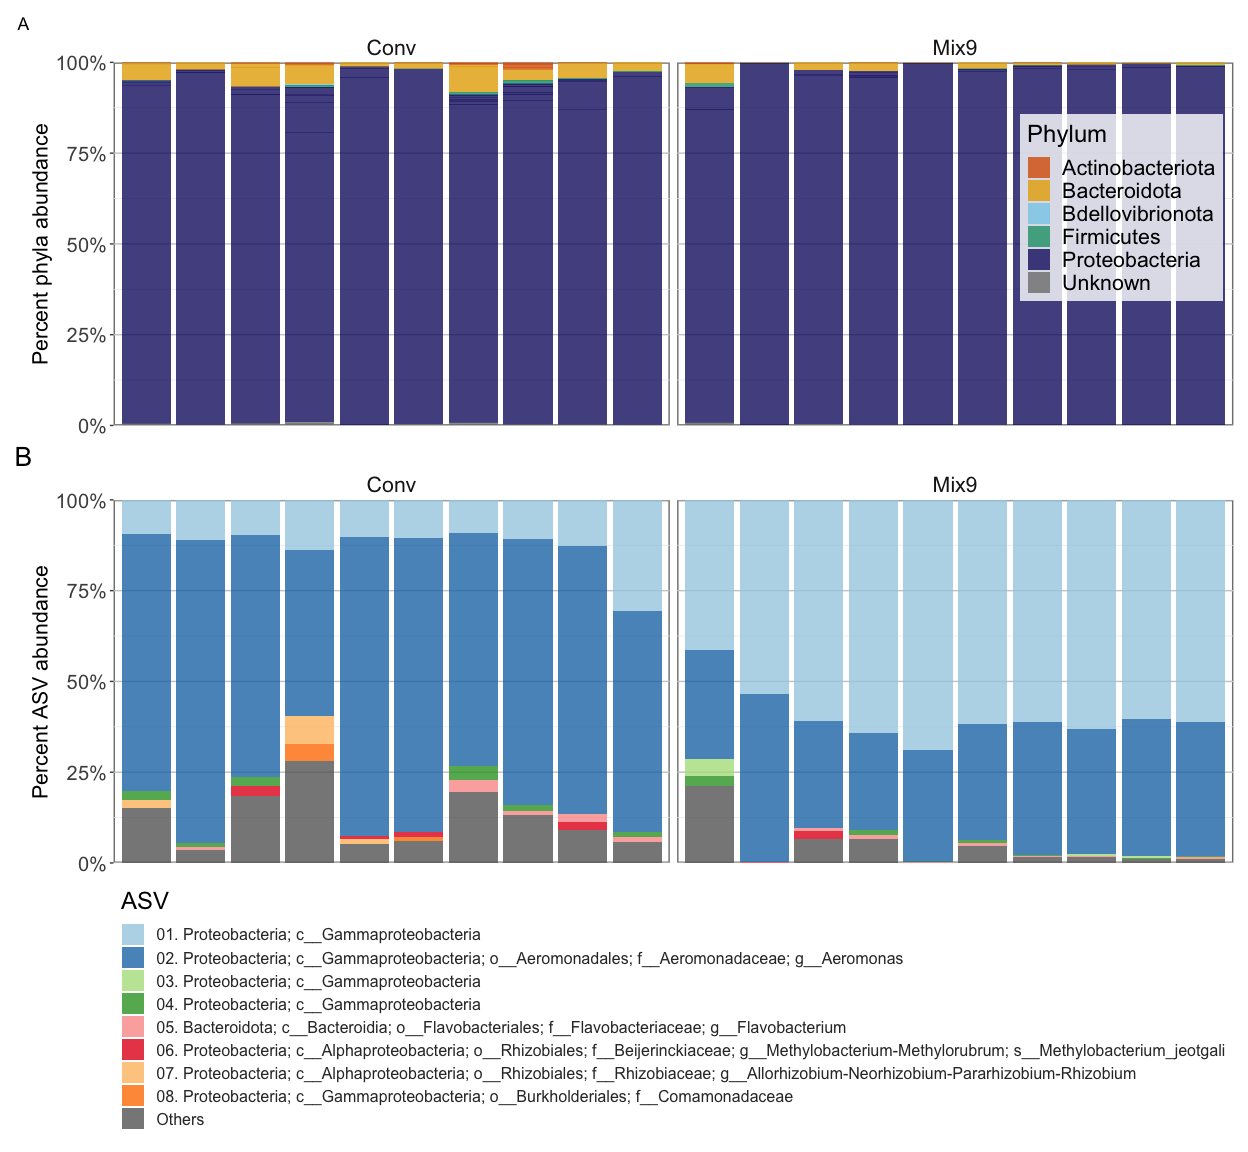 A
Conv
Mix9
Percent phyla abundance
100%
75%
50%
25%
0%
Phylum
Actinobacteriota
Bacteroidota
Bdellovibrionota
Firmicutes
Proteobacteria
Unknown
B
Conv
Mix9
Percent ASV abundance
100%
75%
50%
25%
0%
ASV
01. Proteobacteria; c__Gammaproteobacteria
02. Proteobacteria; c__Gammaproteobacteria; o__Aeromonadales; f__Aeromonadaceae; g__Aeromonas
03. Proteobacteria; c__Gammaproteobacteria
04. Proteobacteria; c__Gammaproteobacteria
05. Bacteroidota; c__Bacteroidia; o__Flavobacteriales; f__Flavobacteriaceae; g__Flavobacterium
06. Proteobacteria; c__Alphaproteobacteria; o__Rhizobiales; f__Beijerinckiaceae; g__Methylobacterium-Methylorubrum; s__Methylobacterium_jeotgali
07. Proteobacteria; c__Alphaproteobacteria; o__Rhizobiales; f__Rhizobiaceae; g__Allorhizobium-Neorhizobium-Pararhizobium-Rhizobium
08. Proteobacteria; c__Gammaproteobacteria; o__Burkholderiales; f__Comamonadaceae
Others